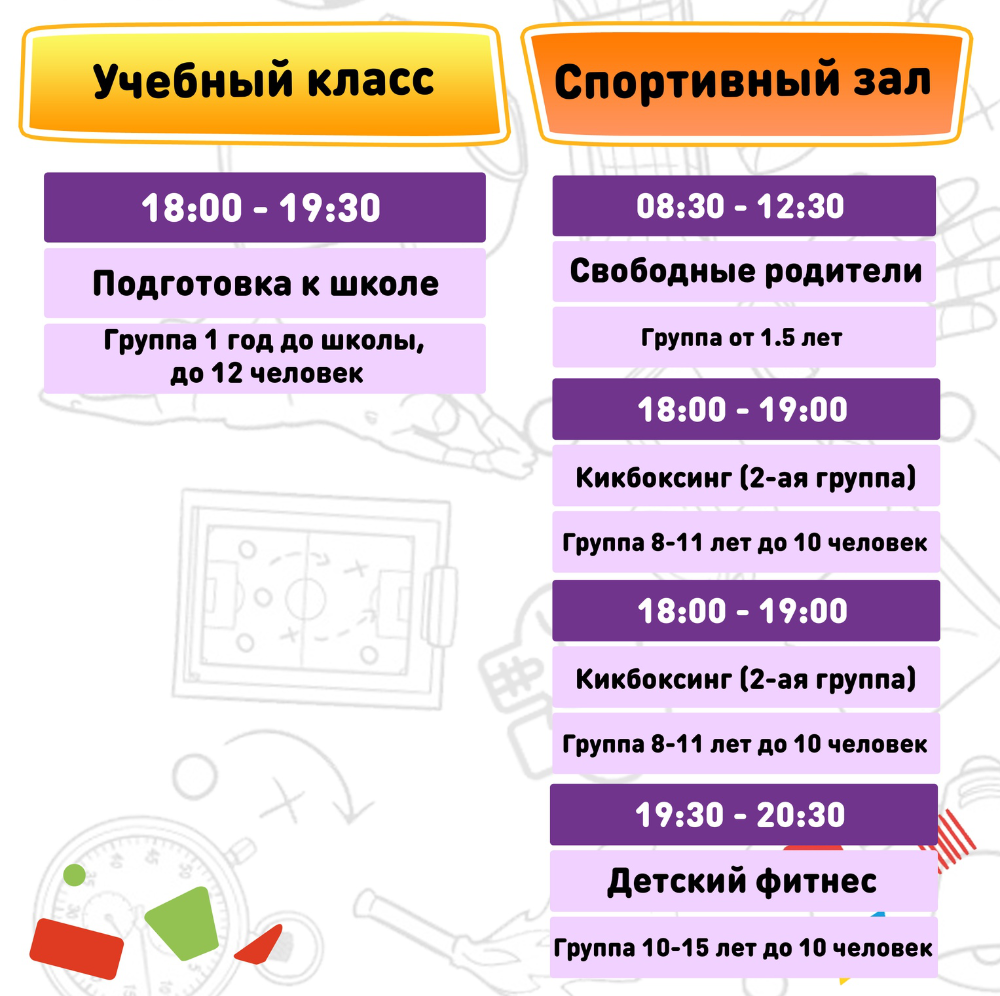 Учебный класс
18:00 - 19:30
Подготовка к школе
Группа 1 год до школы,
до 12 человек
Спортивный зал
08:30 - 12:30
Свободные родители
Группа от 1.5 лет
18:00 - 19:00
Кикбоксинг (2-ая группа)
Группа 8-11 лет до 10 человек
18:00 - 19:00
Кикбоксинг (2-ая группа)
Группа 8-11 лет до 10 человек
19:30 - 20:30
Детский фитнес
Группа 10-15 лет до 10 человек